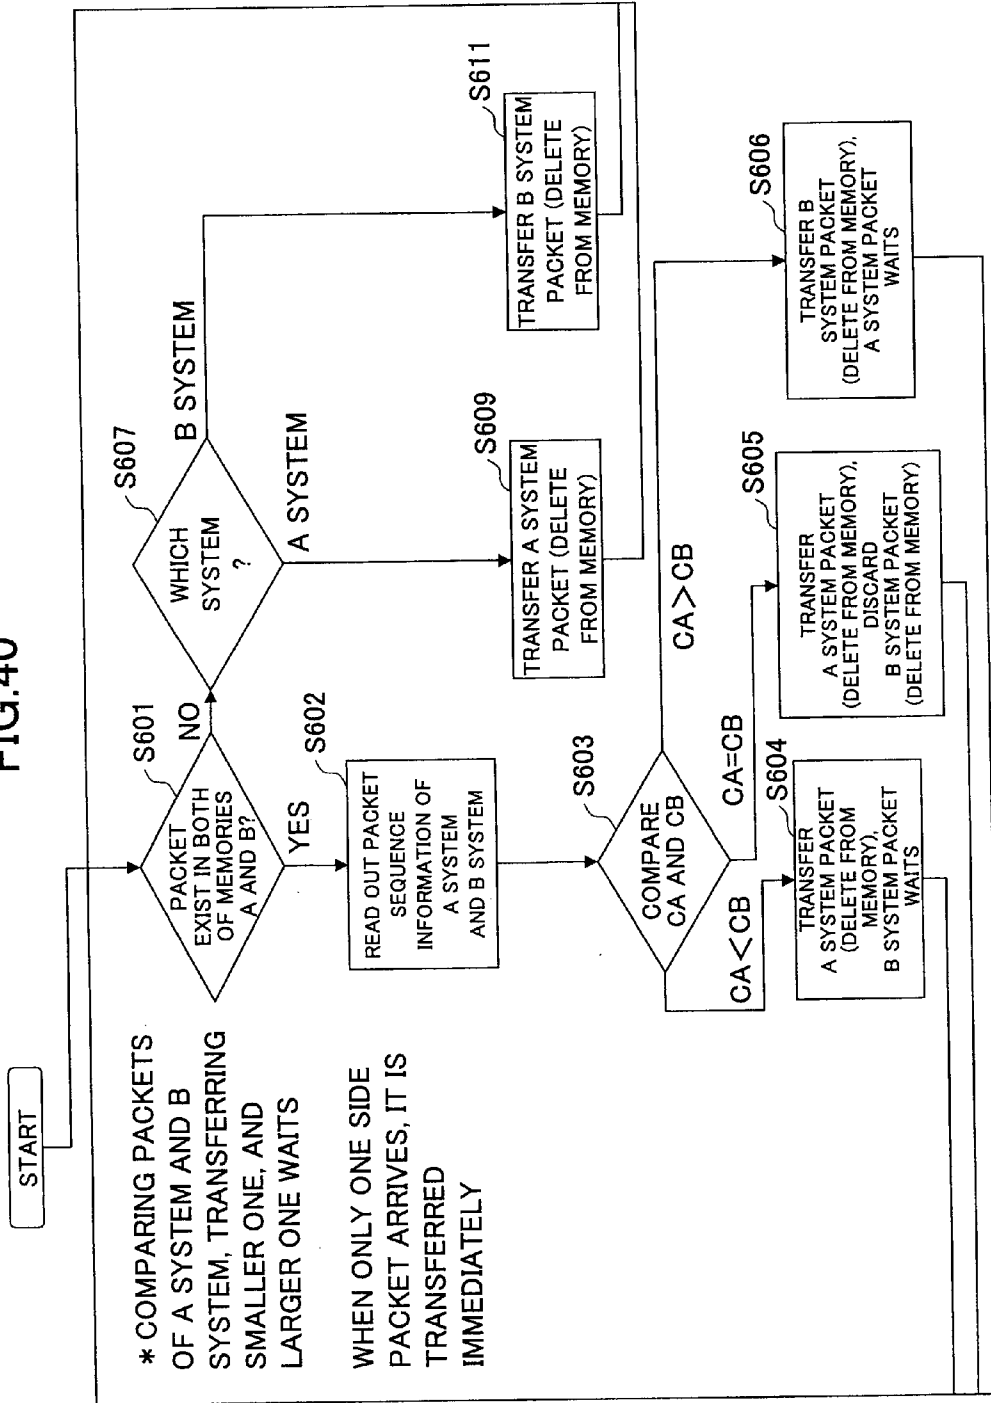 FIG.40
START
* COMPARING PACKETS
OF A SYSTEM AND B
SYSTEM, TRANSFERRING
SMALLER ONE, AND
LARGER ONE WAITS
WHEN ONLY ONE SIDE
PACKET ARRIVES, IT IS
TRANSFERRED
IMMEDIATELY
S601
PACKET
EXIST IN BOTH
OF MEMORIES
A AND B?
NO
YES
S607
WHICH
SYSTEM
?
B SYSTEM
A SYSTEM
S602
READ OUT PACKET
SEQUENCE
INFORMATION OF
A SYSTEM
AND B SYSTEM
S609
TRANSFER A SYSTEM
PACKET (DELETE
FROM MEMORY)
S611
TRANSFER B SYSTEM
PACKET (DELETE
FROM MEMORY)
S603
COMPARE
CA AND CB
CA<CB
CA=CB
CA>CB
S604
TRANSFER
A SYSTEM PACKET
(DELETE FROM
MEMORY),
B SYSTEM PACKET
WAITS
S605
TRANSFER
A SYSTEM PACKET
(DELETE FROM MEMORY),
DISCARD
B SYSTEM PACKET
(DELETE FROM MEMORY)
S606
TRANSFER B
SYSTEM PACKET
(DELETE FROM MEMORY),
A SYSTEM PACKET
WAITS